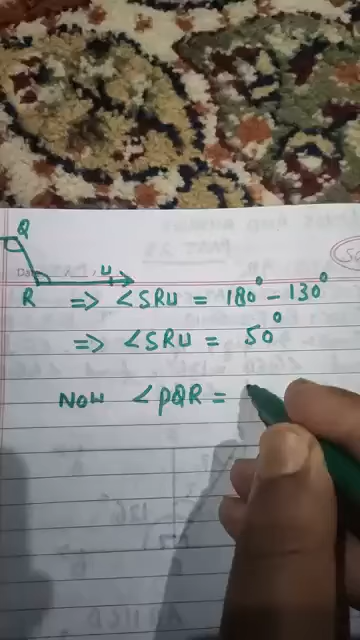 Q
U
R => ∠SRU = 180° - 130°
=> ∠SRU = 50°
NOW ∠PQR =